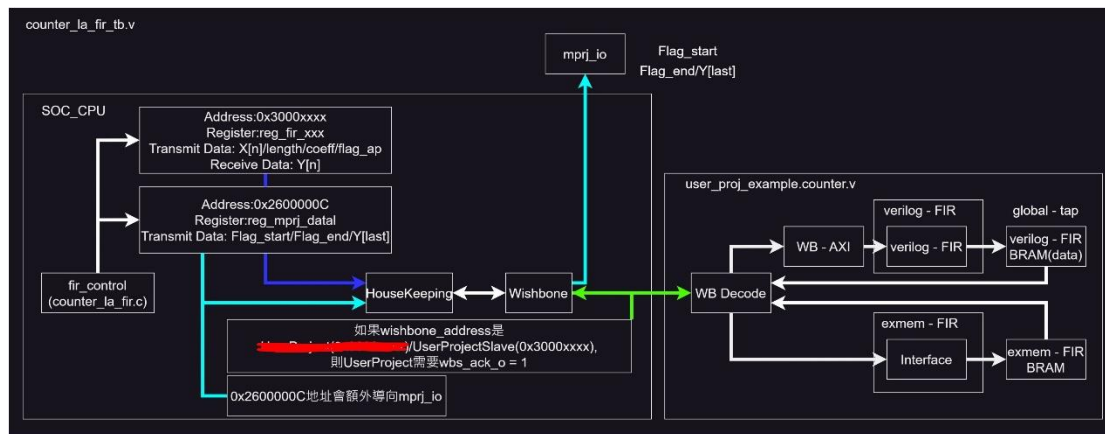 counter_la_fir_tb.v
mprj_io
Flag_start
Flag_end/Y[last]
SOC_CPU
Address:0x3000xxxx
Register:reg_fir_xxx
Transmit Data: X[n]/length/coeff/flag_ap
Receive Data: Y[n]
Address:0x2600000C
Register:reg_mprj_datal
Transmit Data: Flag_start/Flag_end/Y[last]
fir_control
(counter_la_fir.c)
HouseKeeping
Wishbone
如果wishbone_address是
/UserProjectSlave(0x3000xxxx),
則UserProject需要wbs_ack_o = 1
0x2600000C地址會額外導向mprj_io
user_proj_example.counter.v
WB Decode
WB - AXI
verilog - FIR
verilog - FIR
global - tap
verilog - FIR
BRAM(data)
exmem - FIR
Interface
exmem - FIR
BRAM